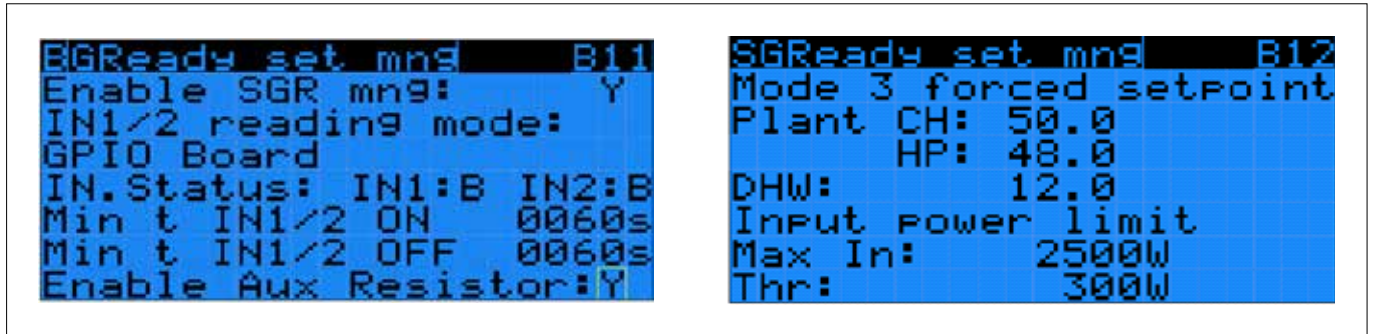 BGReady set mng B11
Enable SGR mng: Y
IN1/2 reading mode:
GPIO Board
IN.Status: IN1:B IN2:B
Min t IN1/2 ON 0060s
Min t IN1/2 OFF 0060s
Enable Aux Resistor:Y
SGReady set mng B12
Mode 3 forced setpoint
Plant CH: 50.0
HP: 48.0
DHW: 12.0
Input power limit
Max In: 2500W
Thr: 300W